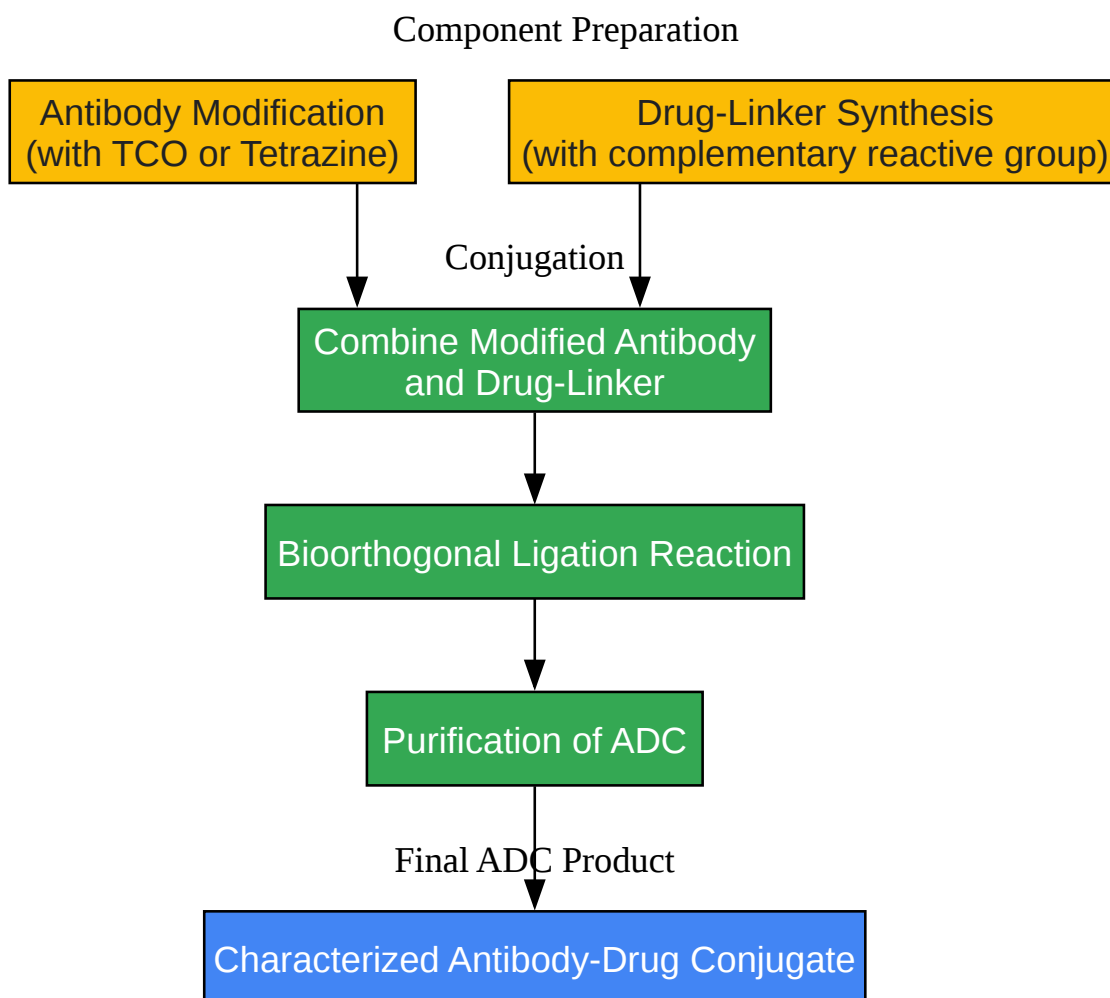 Component Preparation
Antibody Modification
(with TCO or Tetrazine)
Drug-Linker Synthesis
(with complementary reactive group)
Conjugation
Combine Modified Antibody
and Drug-Linker
Bioorthogonal Ligation Reaction
Purification of ADC
Final ADC Product
Characterized Antibody-Drug Conjugate